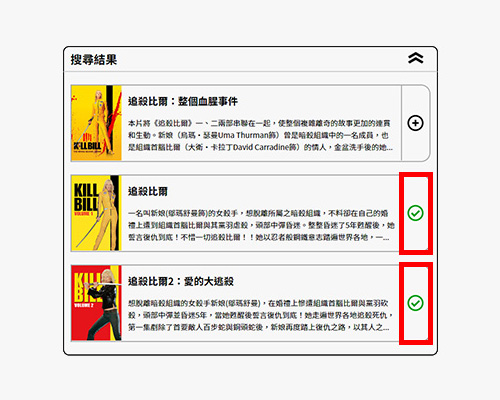 搜尋結果
KILL BILL
追殺比爾：整個血腥事件
本片將《追殺比爾》一、二兩部串聯在一起，使整個複雜離奇的故事更加的連貫
和生動。新娘（烏瑪·瑟曼Uma Thurman飾）曾是暗殺組織中的一名成員，也
是組織首腦比爾（大衛·卡拉丁David Carradine飾）的情人，金盆洗手後的她...
KILL
BILL
VOLUME 1
追殺比爾
一名叫新娘(鄔瑪舒曼飾)的女殺手，想脫離所屬之暗殺組織，不料卻在自己的婚
禮上遭到組織首腦比爾與其黨羽虐殺，頭部中彈昏迷。整整昏迷了5年甦醒後，她
誓言復仇到底！不惜一切追殺比爾！！她以忍者般鋼鐵意志踏遍世界各地，一...
KILL
BILL
VOLUME 2
追殺比爾2：愛的大逃殺
想脫離暗殺組織的女殺手新娘(鄔瑪舒曼)，在婚禮上慘遭組織首腦比爾與黨羽砍
殺，頭部中彈並昏迷5年，當她甦醒後誓言復仇到底！她走遍世界各地追殺死仇，
第一集剷除了首要敵人百步蛇與銅頭蛇後，新娘再度踏上復仇之路，以其人之...